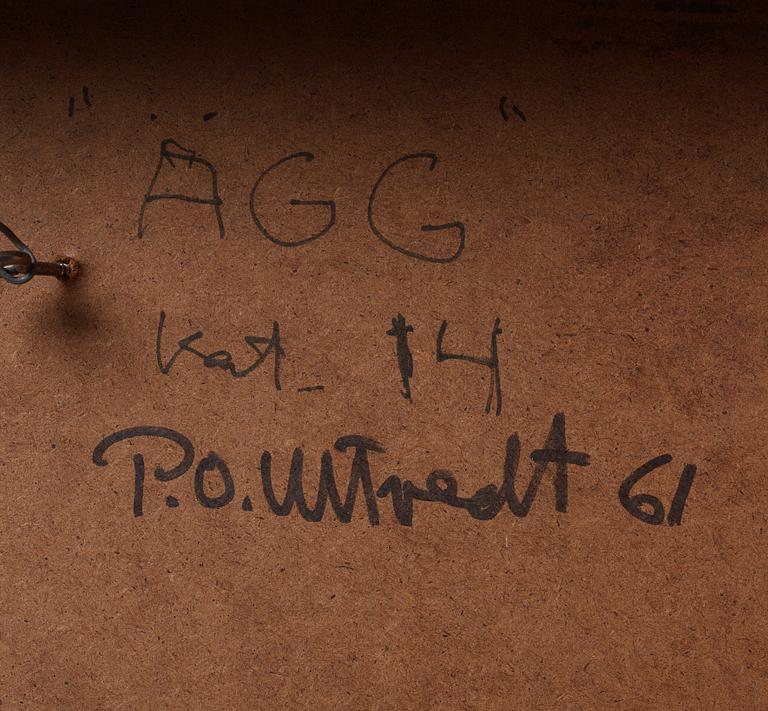 "ÄGG"
kat. 14
P.O. Ultvedt 61